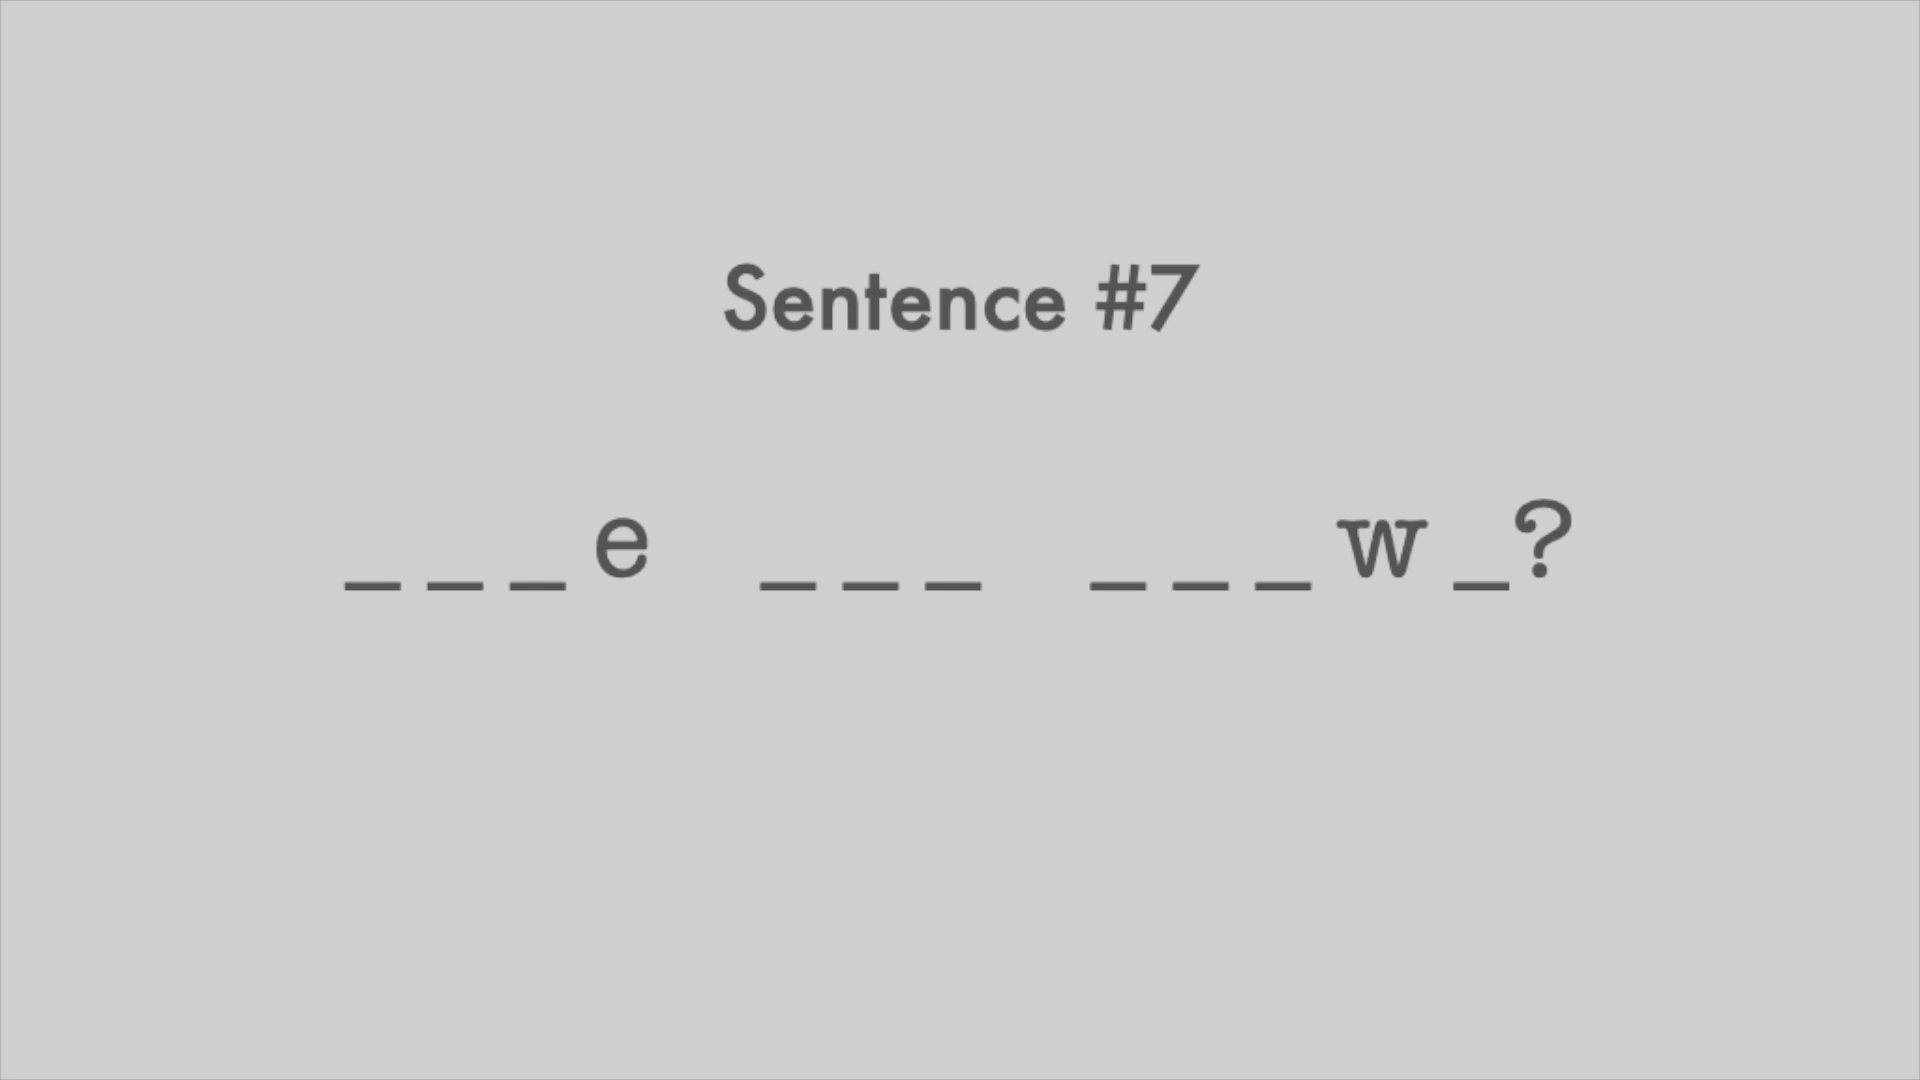 Sentence #7
_ _ _ e _ _ _ _ _ _ w _?